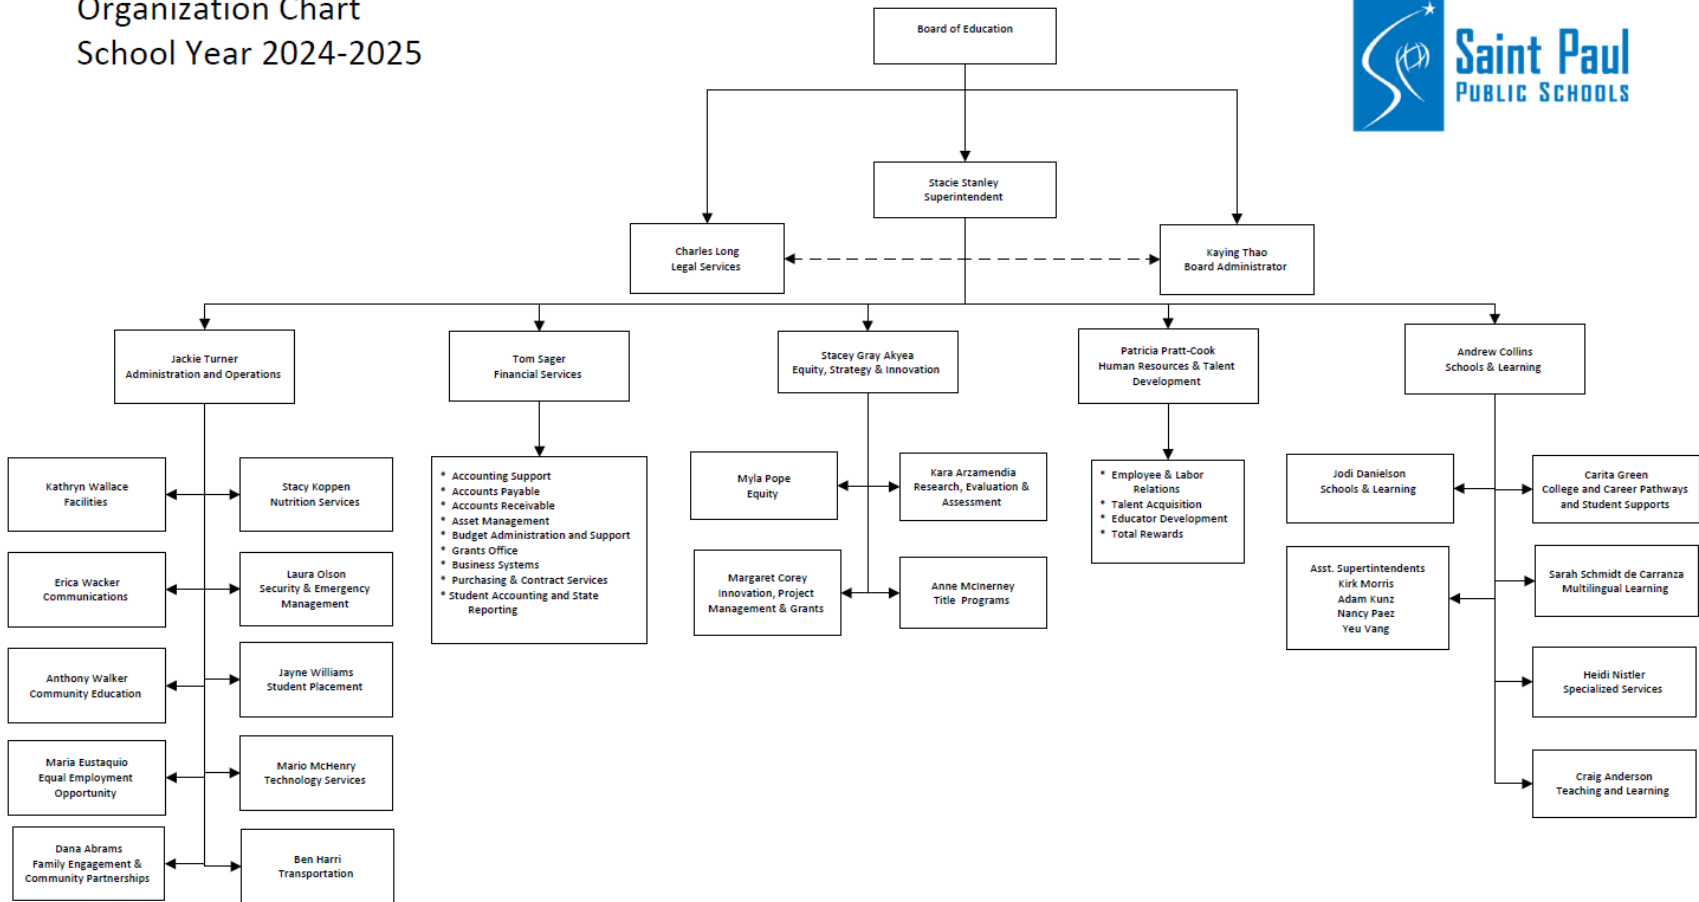 Organization Chart
School Year 2024-2025
Saint Paul
PUBLIC SCHOOLS
Board of Education
Stacie Stanley
Superintendent
Charles Long
Legal Services
Kaying Thao
Board Administrator
Jackie Turner
Administration and Operations
Tom Sager
Financial Services
Stacey Gray Akyea
Equity, Strategy & Innovation
Patricia Pratt-Cook
Human Resources & Talent
Development
Andrew Collins
Schools & Learning
Kathryn Wallace
Facilities
Stacy Koppen
Nutrition Services
Erica Wacker
Communications
Laura Olson
Security & Emergency
Management
Anthony Walker
Community Education
Jayne Williams
Student Placement
Maria Eustaquio
Equal Employment
Opportunity
Mario McHenry
Technology Services
Dana Abrams
Family Engagement &
Community Partnerships
Ben Harri
Transportation
* Accounting Support
* Accounts Payable
* Accounts Receivable
* Asset Management
* Budget Administration and Support
* Grants Office
* Business Systems
* Purchasing & Contract Services
* Student Accounting and State
Reporting
Myla Pope
Equity
Kara Arzamendia
Research, Evaluation &
Assessment
Margaret Corey
Innovation, Project
Management & Grants
Anne McInerney
Title Programs
* Employee & Labor
Relations
* Talent Acquisition
* Educator Development
* Total Rewards
Jodi Danielson
Schools & Learning
Carita Green
College and Career Pathways
and Student Supports
Asst. Supertintendents
Kirk Morris
Adam Kunz
Nancy Paez
Yeu Vang
Sarah Schmidt de Carranza
Multilingual Learning
Heidi Nistler
Specialized Services
Craig Anderson
Teaching and Learning